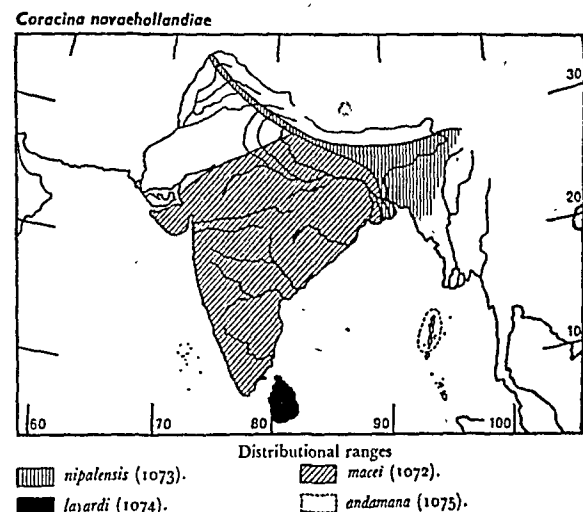 Coracina novaehollandiae
30
20
10
60 70 80 90 100
Distributional ranges
nipalensis (1073). macei (1072).
layardi (1074). andamana (1075).